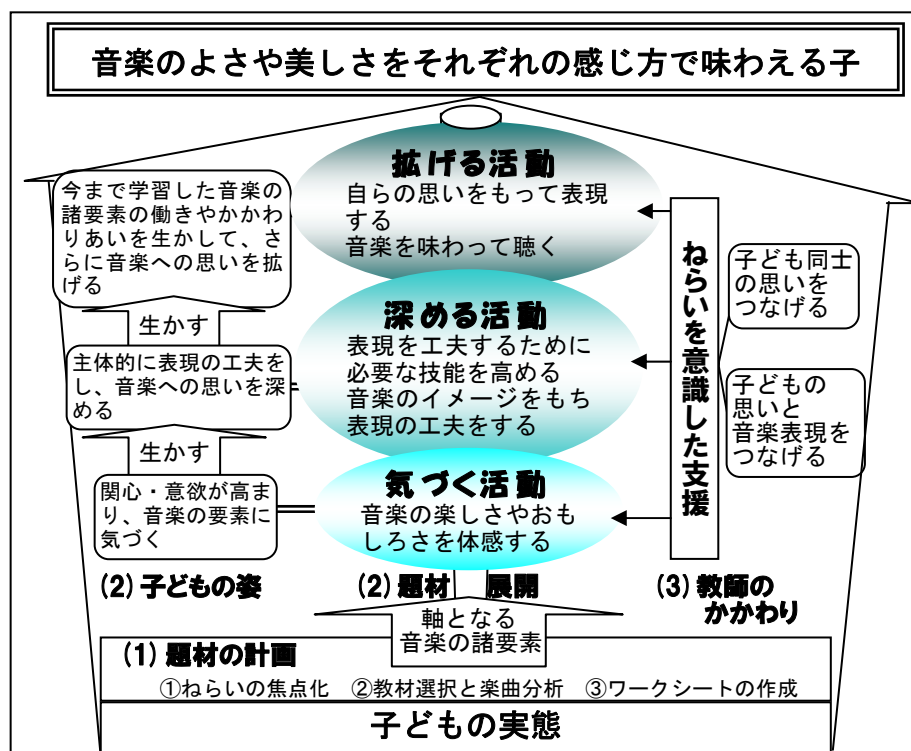 音楽のよさや美しさをそれぞれの感じ方で味わえる子
拡げる活動
自らの思いをもって表現
する
音楽を味わって聴く
今まで学習した音楽の
諸要素の働きやかかわ
りあいを生かして、さ
らに音楽への思いを拡
げる
生かす
深める活動
表現を工夫するために
必要な技能を高める
音楽のイメージをもち
表現の工夫をする
主体的に表現の工夫を
し、音楽への思いを深
める
生かす
気づく活動
音楽の楽しさやおも
しろさを体感する
関心・意欲が高ま
り、音楽の要素に
気づく
ねらいを意識した支援
子ども同士
の思いを
つなげる
子どもの
思いと
音楽表現を
つなげる
(2) 子どもの姿
(2) 題材 展開
(3) 教師の
かかわり
軸となる
音楽の諸要素
(1) 題材の計画
①ねらいの焦点化 ②教材選択と楽曲分析 ③ワークシートの作成
子どもの実態